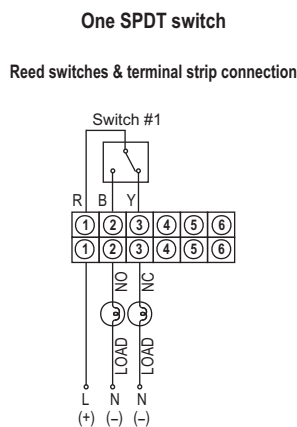 One SPDT switch
Reed switches & terminal strip connection
Switch #1
R B Y
1 2 3 4 5 6
1 2 3 4 5 6
NO NC
LOAD LOAD
L N N
(+) (–) (–)